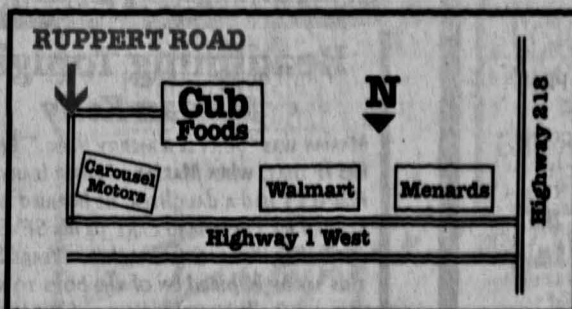 RUPPERT ROAD
Cub
Foods
N
Carousel
Motors
Walmart
Menards
Highway 1 West
Highway 218